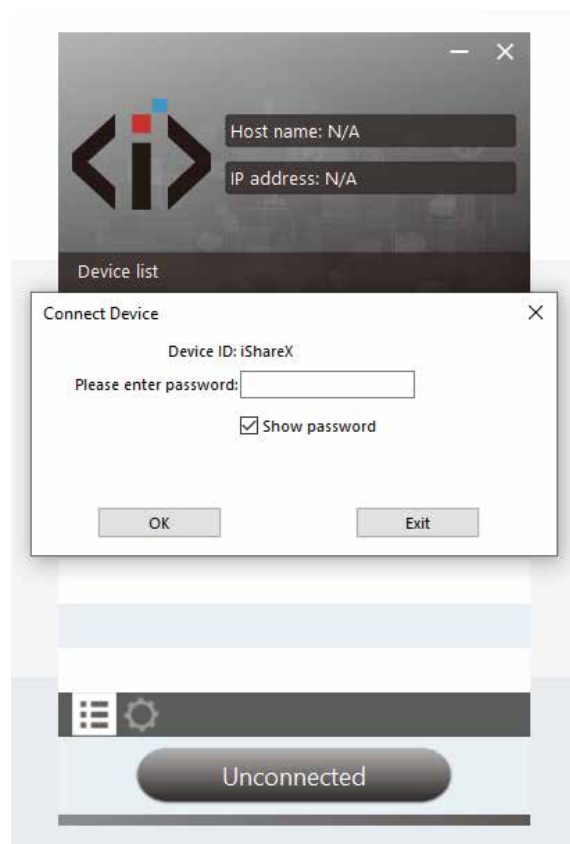 Host name: N/A
IP address: N/A
Device list
Connect Device
Device ID: iShareX
Please enter password:
Show password
OK Exit
Unconnected